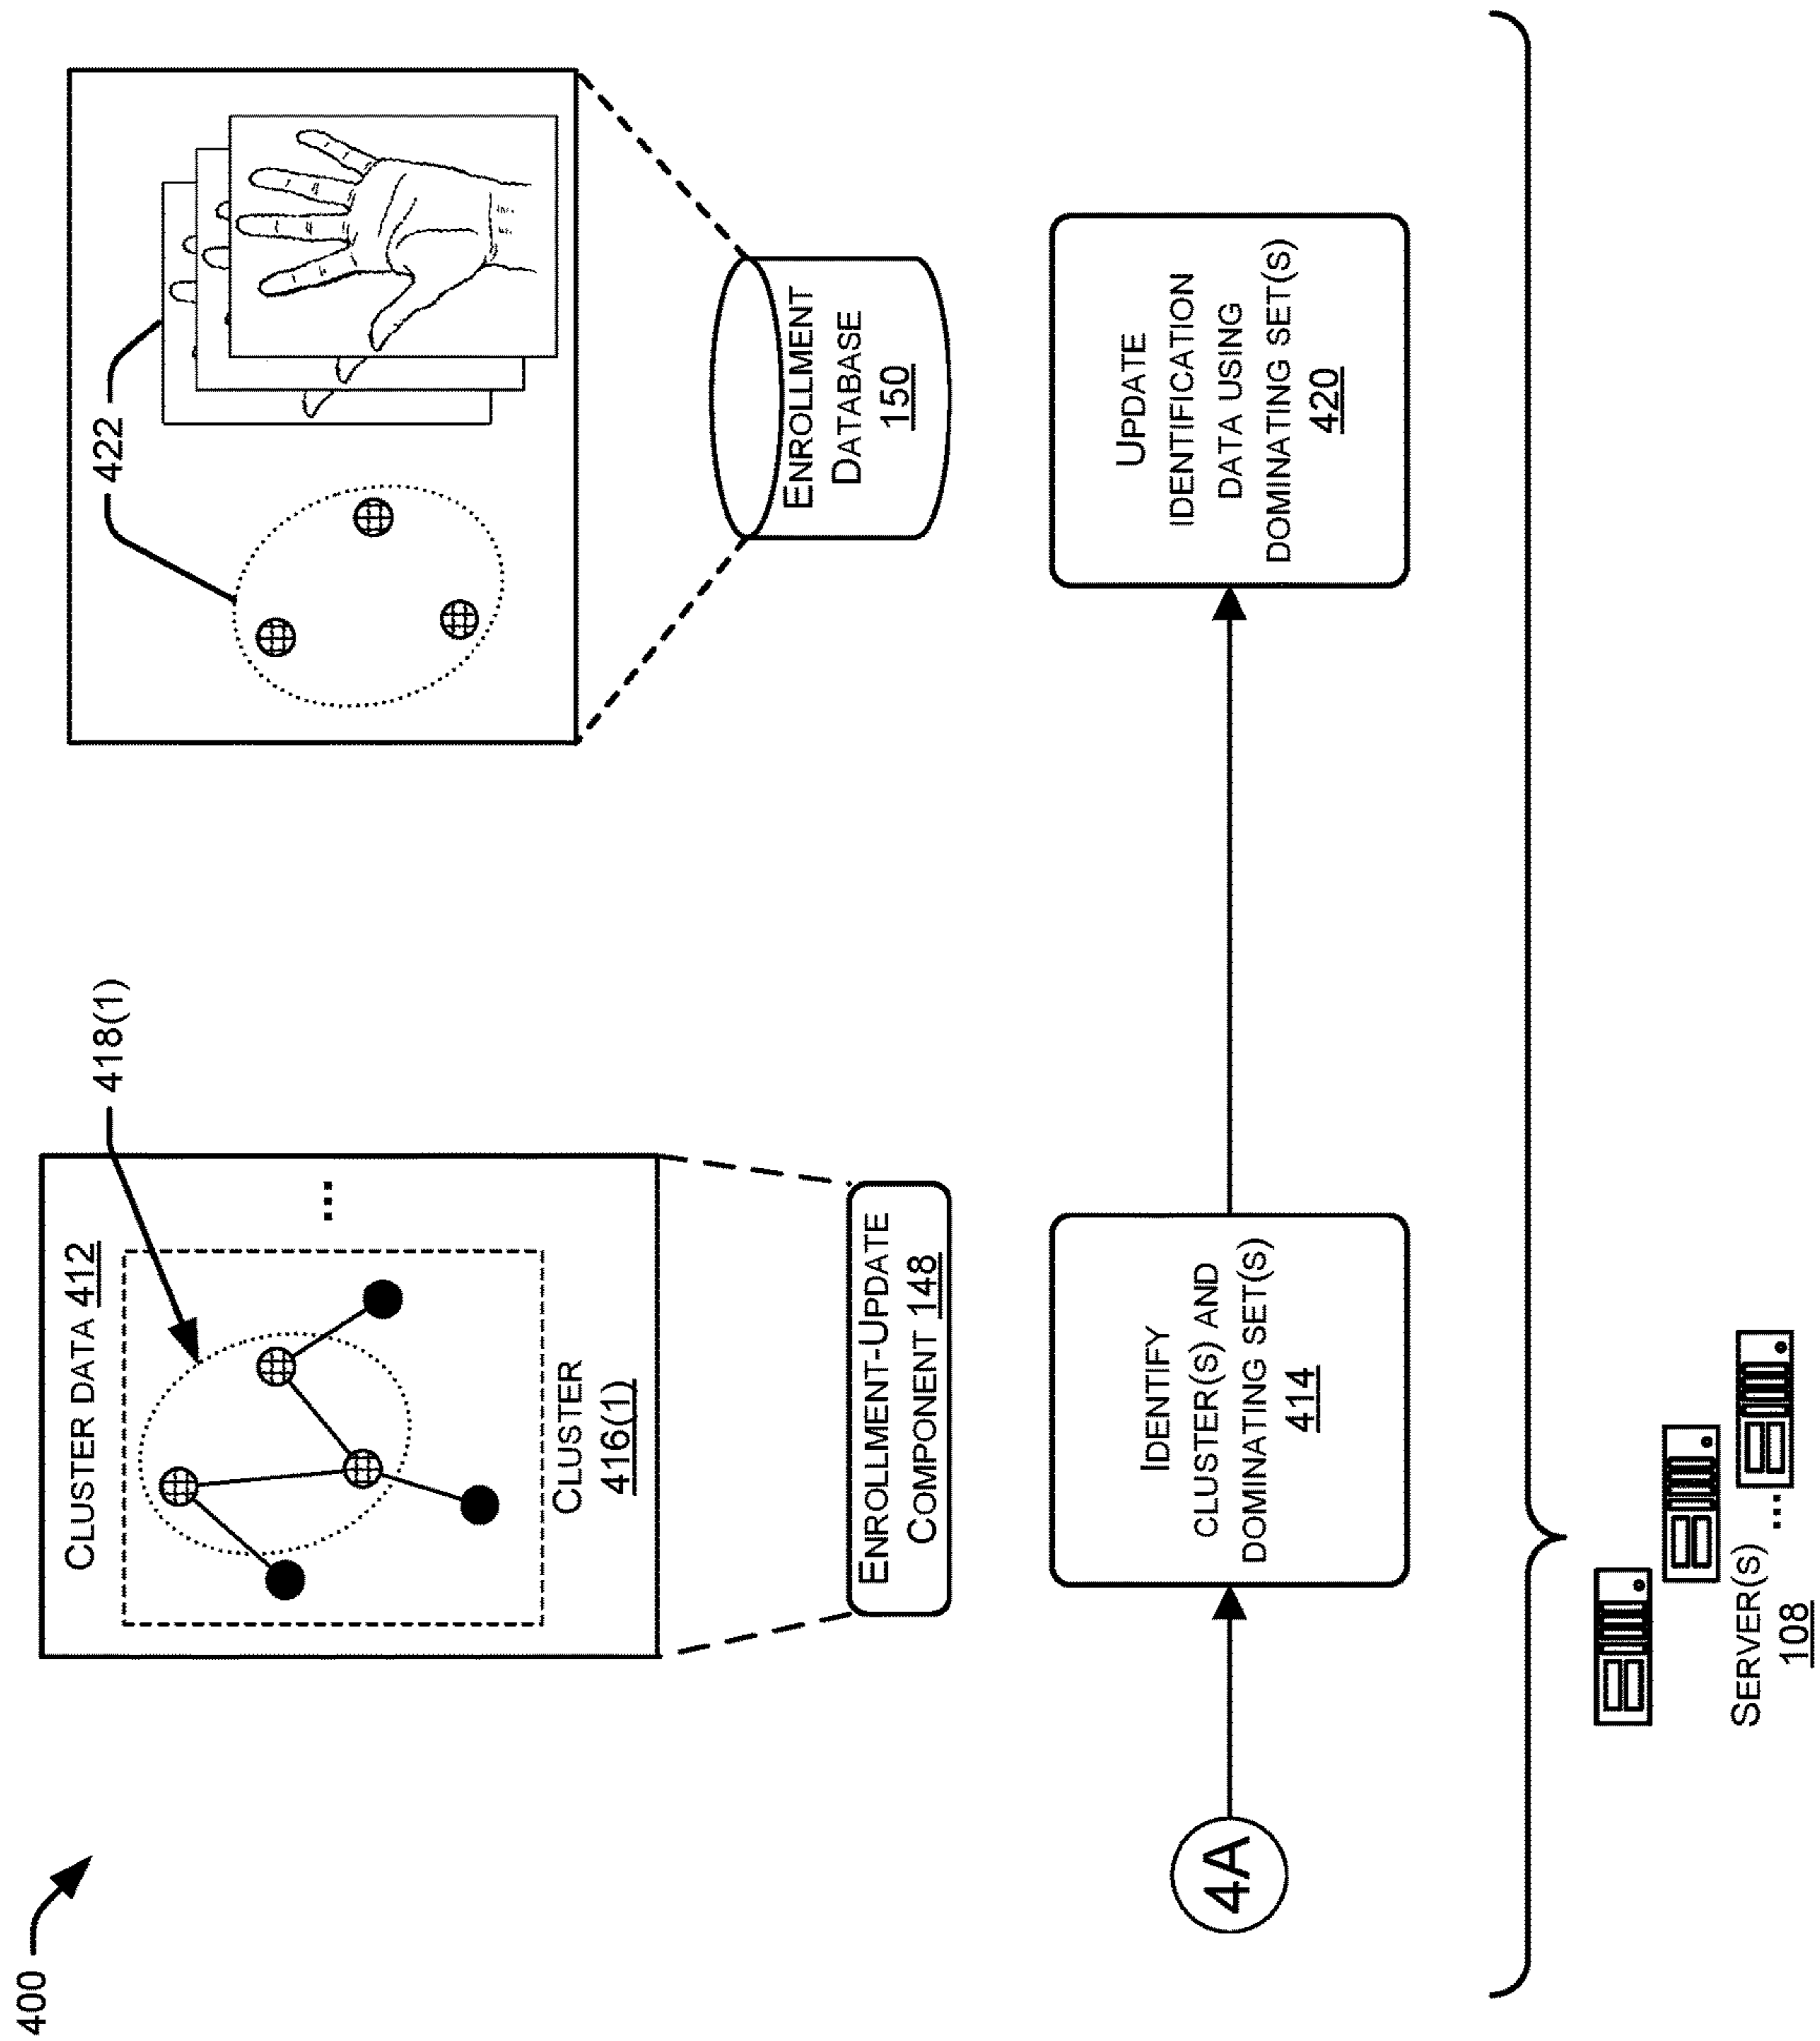 400
CLUSTER DATA 412
418(1)
...
CLUSTER
416(1)
422
ENROLLMENT-UPDATE
COMPONENT 148
ENROLLMENT
DATABASE
150
4A
IDENTIFY
CLUSTER(S) AND
DOMINATING SET(S)
414
UPDATE
IDENTIFICATION
DATA USING
DOMINATING SET(S)
420
SERVER(S)
108
...